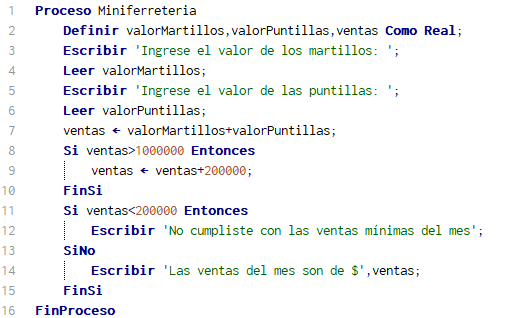 1 Proceso Miniferreteria
2 Definir valorMartillos,valorPuntillas,ventas Como Real;
3 Escribir 'Ingrese el valor de los martillos: ';
4 Leer valorMartillos;
5 Escribir 'Ingrese el valor de las puntillas: ';
6 Leer valorPuntillas;
7 ventas ← valorMartillos+valorPuntillas;
8 Si ventas>1000000 Entonces
9 ventas ← ventas+200000;
10 FinSi
11 Si ventas<200000 Entonces
12 Escribir 'No cumpliste con las ventas mínimas del mes';
13 SiNo
14 Escribir 'Las ventas del mes son de $',ventas;
15 FinSi
16 FinProceso